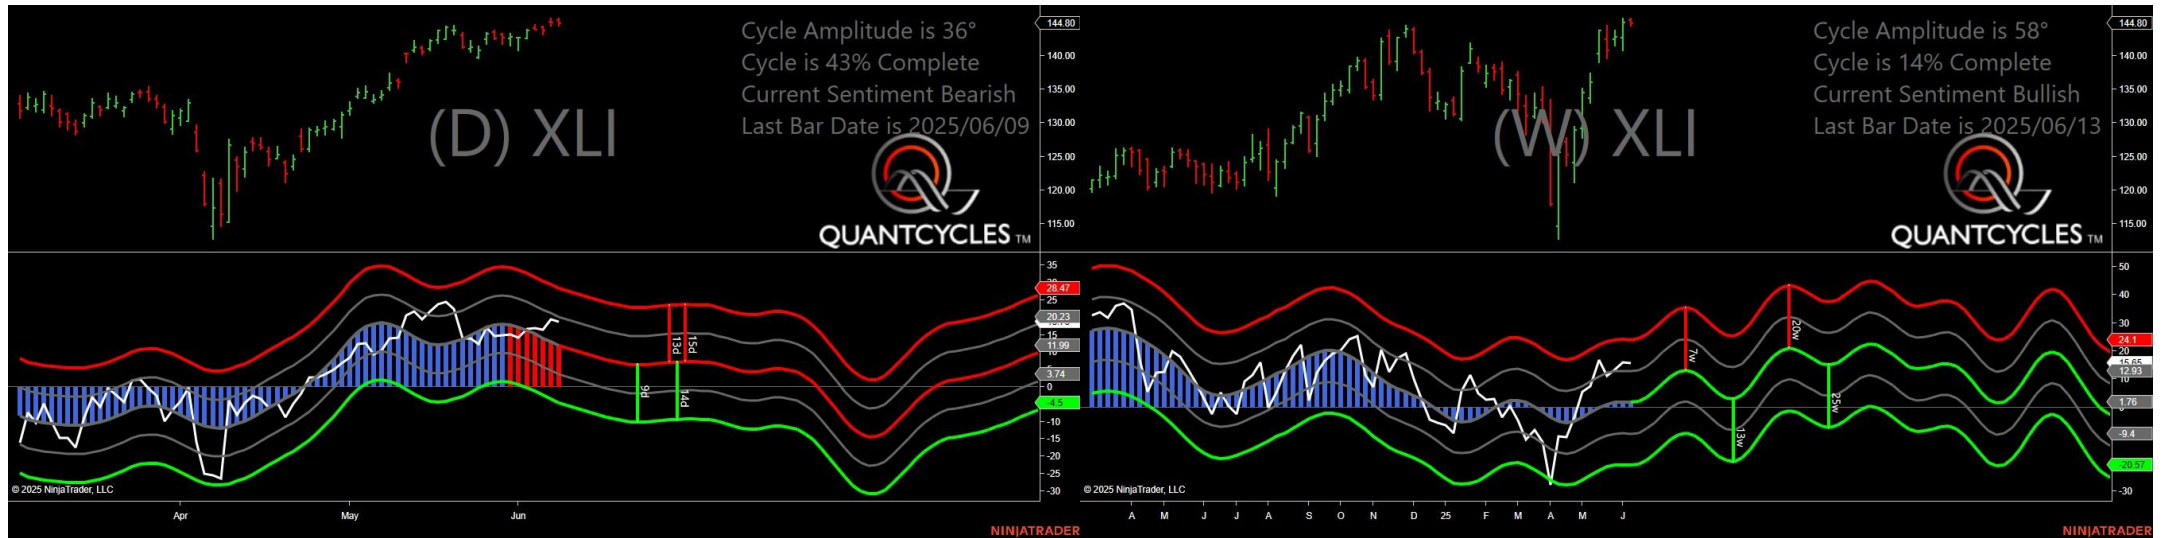 Cycle Amplitude is 36°
Cycle is 43% Complete
Current Sentiment Bearish
Last Bar Date is 2025/06/09
(D) XLI
QUANTCYCLES TM
144.80
140.00
135.00
130.00
125.00
120.00
115.00
35
28.47
25
20.23
15
11.99
3.74
0
-4.5
-10
-15
-20
-25
-30
9d
13d
14d
15d
© 2025 NinjaTrader, LLC
Apr
May
Jun
NINJATRADER
Cycle Amplitude is 58°
Cycle is 14% Complete
Current Sentiment Bullish
Last Bar Date is 2025/06/13
(W) XLI
QUANTCYCLES TM
144.80
140.00
135.00
130.00
125.00
120.00
115.00
50
40
30
24.1
20
15.65
12.93
10
1.76
-9.4
-20.57
-30
7w
13w
20w
25w
© 2025 NinjaTrader, LLC
A
M
J
J
A
S
O
N
D
25
F
M
A
M
J
NINJATRADER